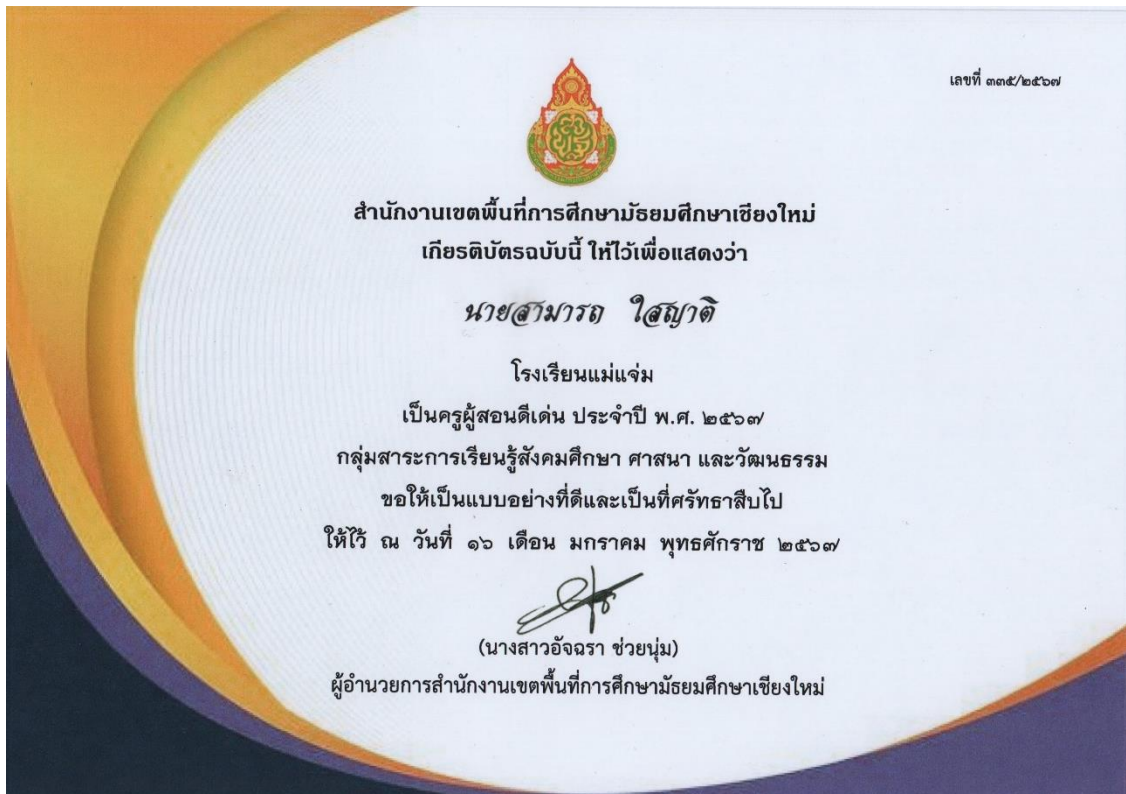 เลขที่ ๓๓๕/๒๕๖๗
สำนักงานเขตพื้นที่การศึกษามัธยมศึกษาเชียงใหม่
เกียรติบัตรฉบับนี้ ให้ไว้เพื่อแสดงว่า
นายสามารถ ใสญาติ
โรงเรียนแม่แจ่ม
เป็นครูผู้สอนดีเด่น ประจำปี พ.ศ. ๒๕๖๗
กลุ่มสาระการเรียนรู้สังคมศึกษา ศาสนา และวัฒนธรรม
ขอให้เป็นแบบอย่างที่ดีและเป็นที่ศรัทธาสืบไป
ให้ไว้ ณ วันที่ ๑๖ เดือน มกราคม พุทธศักราช ๒๕๖๗
(นางสาวอัจฉรา ช่วยนุ่ม)
ผู้อำนวยการสำนักงานเขตพื้นที่การศึกษามัธยมศึกษาเชียงใหม่